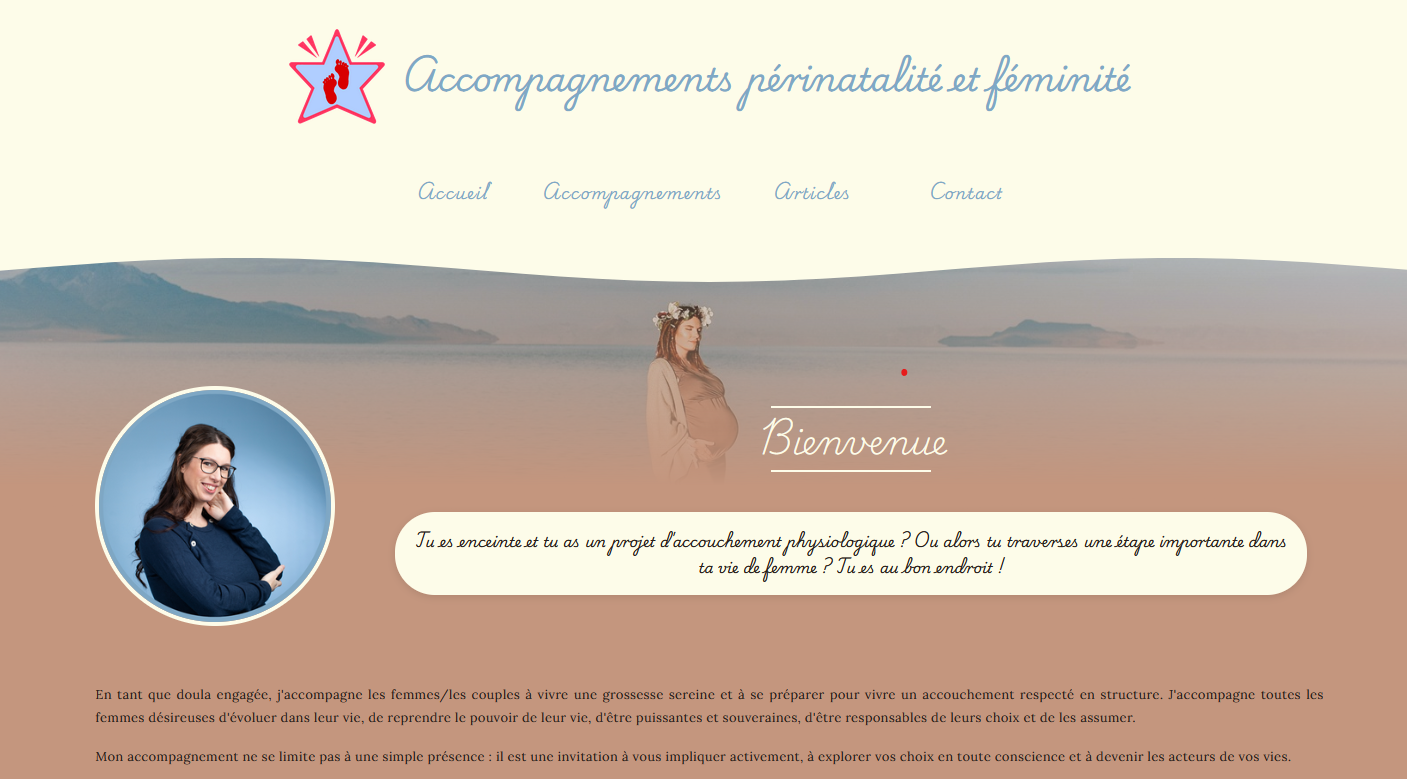 Accompagnements périnatalité et féminité
Accueil Accompagnements Articles Contact
Bienvenue
Tu es enceinte et tu as un projet d'accouchement physiologique ? Ou alors tu traverses une étape importante dans
ta vie de femme ? Tu es au bon endroit !
En tant que doula engagée, j'accompagne les femmes/les couples à vivre une grossesse sereine et à se préparer pour vivre un accouchement respecté en structure. J'accompagne toutes les
femmes désireuses d'évoluer dans leur vie, de reprendre le pouvoir de leur vie, d'être puissantes et souveraines, d'être responsables de leurs choix et de les assumer.
Mon accompagnement ne se limite pas à une simple présence : il est une invitation à vous impliquer activement, à explorer vos choix en toute conscience et à devenir les acteurs de vos vies.